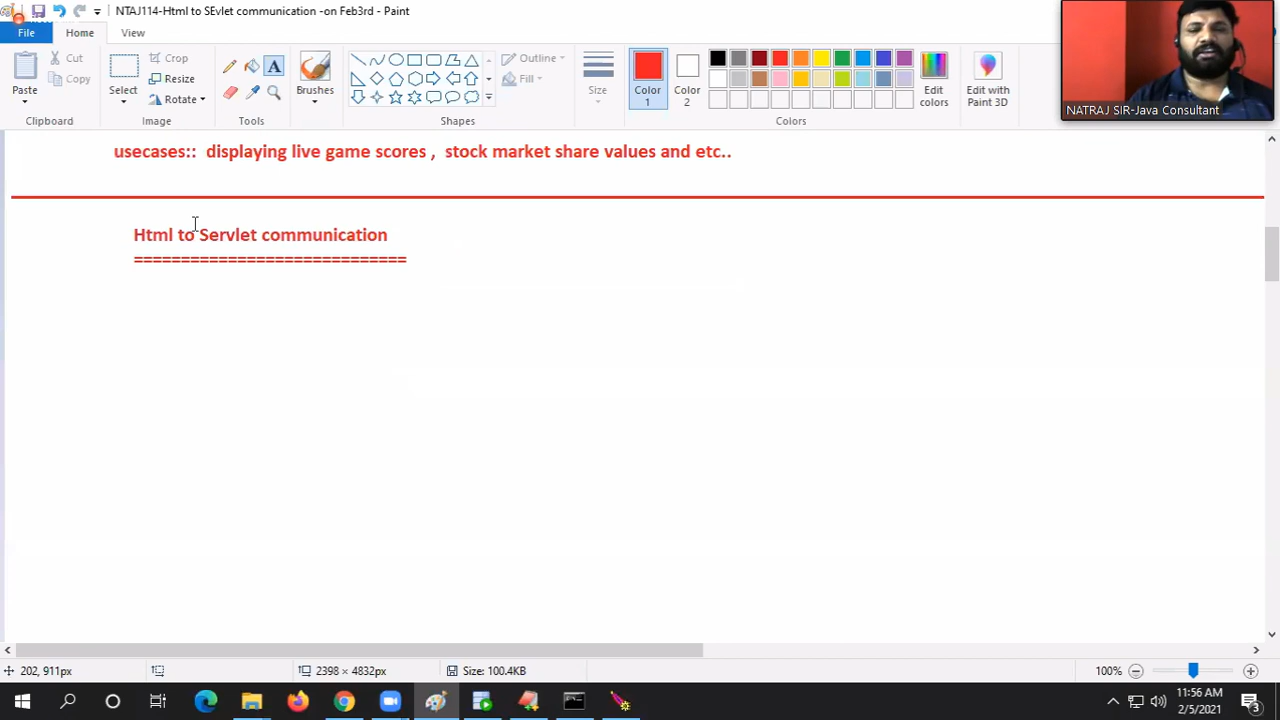 NTAJ114-Html to SEvlet communication -on Feb3rd - Paint
File Home View
Paste Cut Copy Clipboard
Select Crop Resize Rotate Image
Tools
Brushes
Shapes
Outline Fill
Size
Color 1
Color 2
Edit colors
Colors
Edit with Paint 3D
NATRAJ SIR-Java Consultant
usecases:: displaying live game scores , stock market share values and etc..
Html to Servlet communication
=============================
202, 911px
2398 × 4832px
Size: 100.4KB
100%
11:56 AM
2/5/2021
3